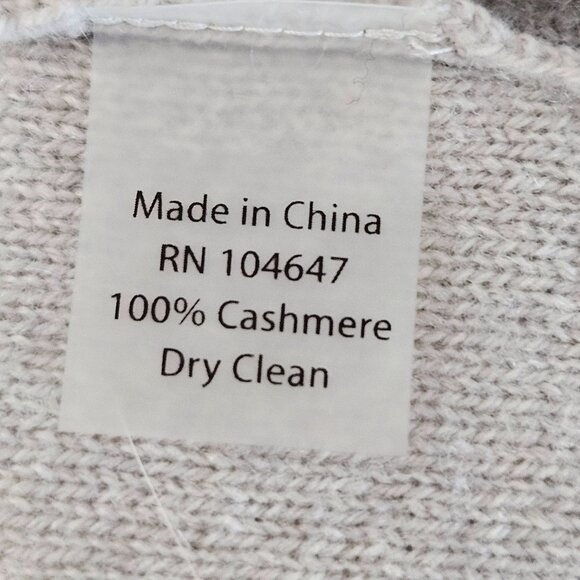 Made in China
RN 104647
100% Cashmere
Dry Clean